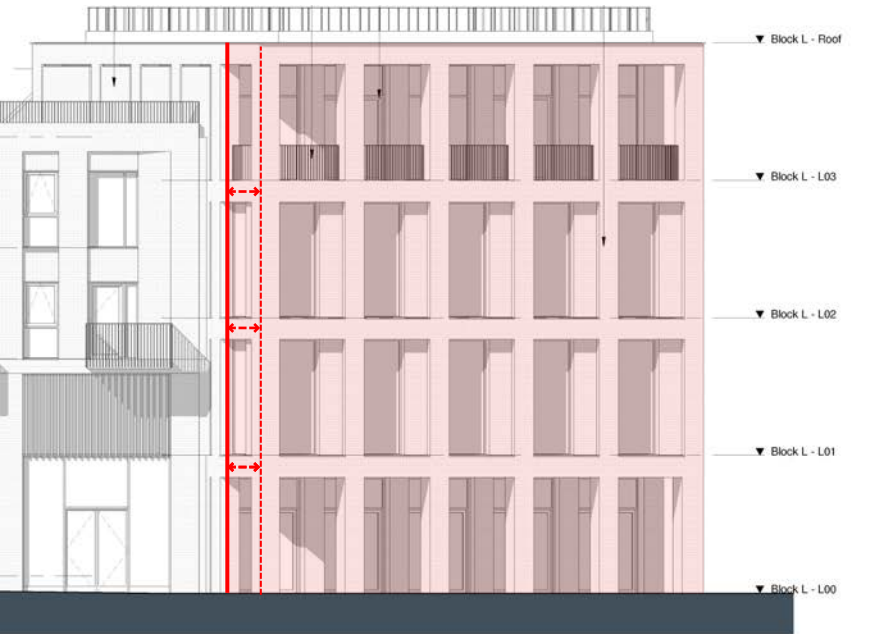 Block L - Roof
Block L - L03
Block L - L02
Block L - L01
Block L - L00